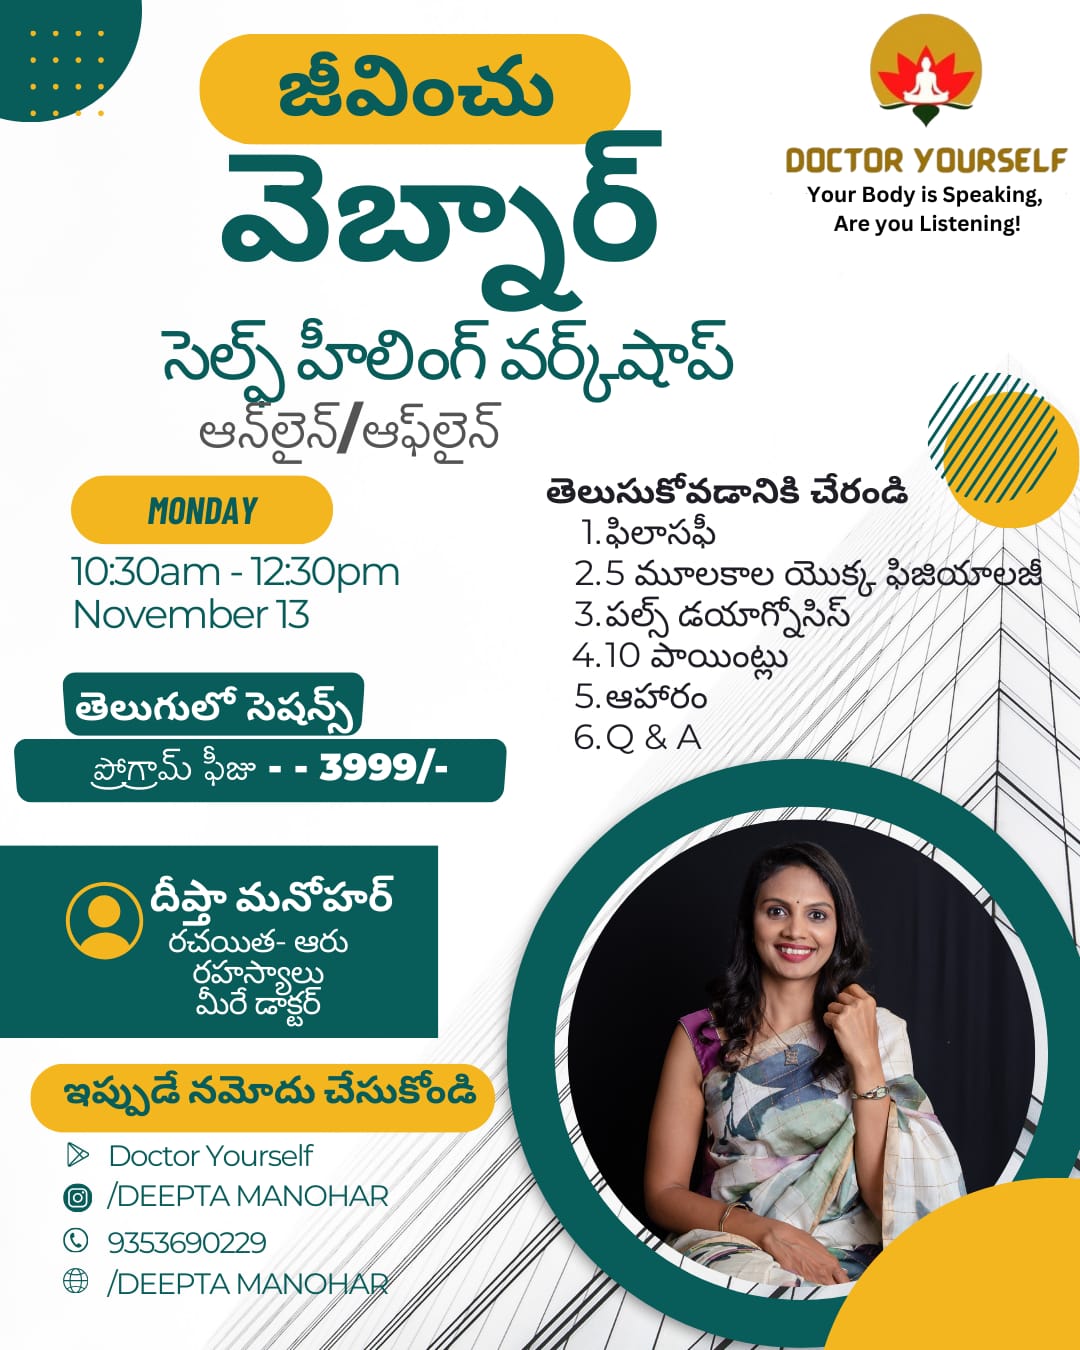 జీవించు
వెబ్నార్
సెల్ఫ్ హీలింగ్ వర్క్‌షాప్
ఆన్‌లైన్/ఆఫ్‌లైన్
DOCTOR YOURSELF
Your Body is Speaking,
Are you Listening!
MONDAY
10:30am - 12:30pm
November 13
తెలుసుకోవడానికి చేరండి
1. ఫిలాసఫీ
2. 5 మూలకాల యొక్క ఫిజియాలజీ
3. పల్స్ డయాగ్నోసిస్
4. 10 పాయింట్లు
5. ఆహారం
6. Q & A
తెలుగులో సెషన్స్
ప్రోగ్రామ్ ఫీజు - - 3999/-
దీప్తా మనోహర్
రచయిత- ఆరు
రహస్యాలు
మీరే డాక్టర్
ఇప్పుడే నమోదు చేసుకోండి
Doctor Yourself
/DEEPTA MANOHAR
9353690229
/DEEPTA MANOHAR